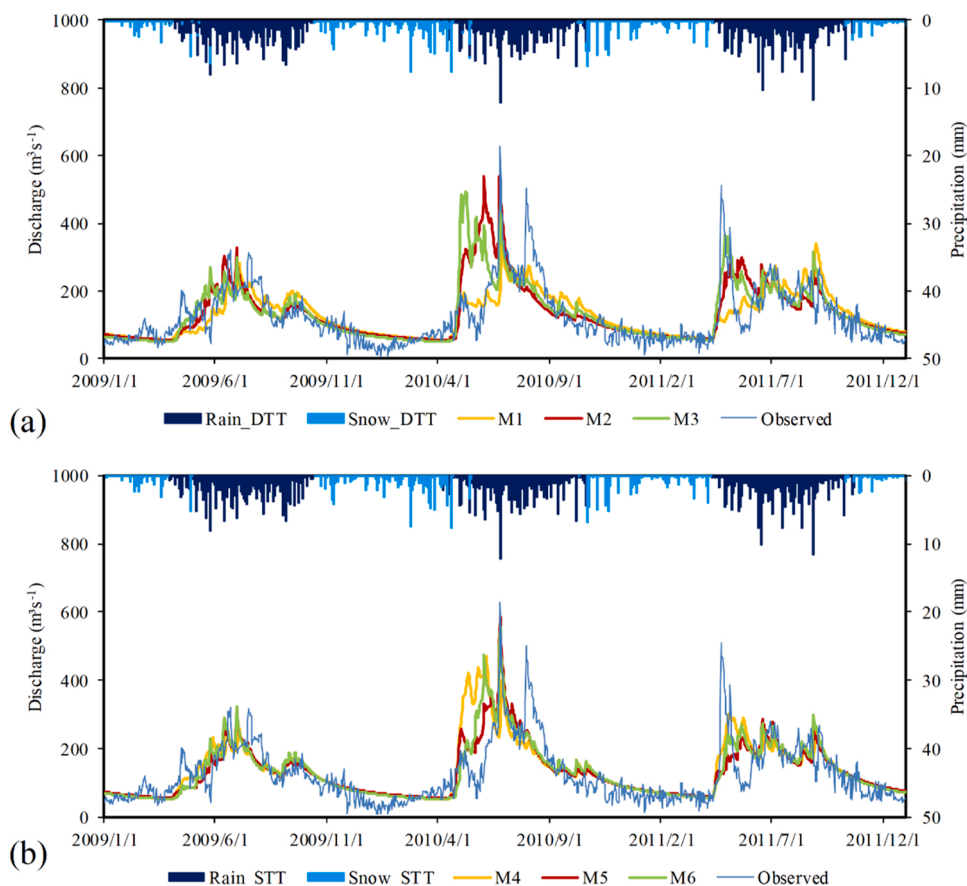 1000 0
800 10
600 20
400 30
200 40
0 50
Discharge (m³s⁻¹)
Precipitation (mm)
2009/1/1 2009/6/1 2009/11/1 2010/4/1 2010/9/1 2011/2/1 2011/7/1 2011/12/1
(a)
Rain_DTT Snow_DTT M1 M2 M3 Observed
1000 0
800 10
600 20
400 30
200 40
0 50
Discharge (m³s⁻¹)
Precipitation (mm)
2009/1/1 2009/6/1 2009/11/1 2010/4/1 2010/9/1 2011/2/1 2011/7/1 2011/12/1
(b)
Rain_STT Snow_STT M4 M5 M6 Observed